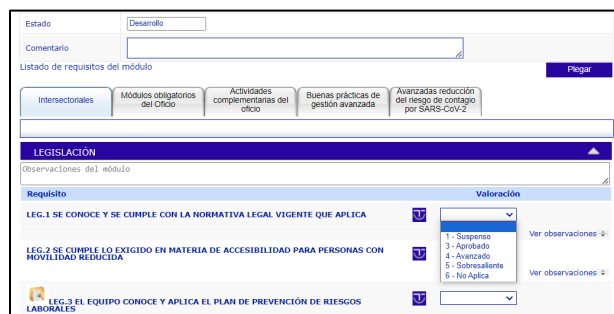 Estado Desarrollo
Comentario
Listado de requisitos del módulo Plegar
Intersectoriales
Módulos obligatorios
del Oficio
Actividades
complementarias del
oficio
Buenas prácticas de
gestión avanzada
Avanzadas reducción
del riesgo de contagio
por SARS-CoV-2
LEGISLACIÓN
Observaciones del módulo
Requisito Valoración
LEG.1 SE CONOCE Y SE CUMPLE CON LA NORMATIVA LEGAL VIGENTE QUE APLICA
1 - Suspenso
3 - Aprobado
4 - Avanzado
5 - Sobresaliente
6 - No Aplica
Ver observaciones
LEG.2 SE CUMPLE LO EXIGIDO EN MATERIA DE ACCESIBILIDAD PARA PERSONAS CON
MOVILIDAD REDUCIDA
Ver observaciones
LEG.3 EL EQUIPO CONOCE Y APLICA EL PLAN DE PREVENCIÓN DE RIESGOS
LABORALES